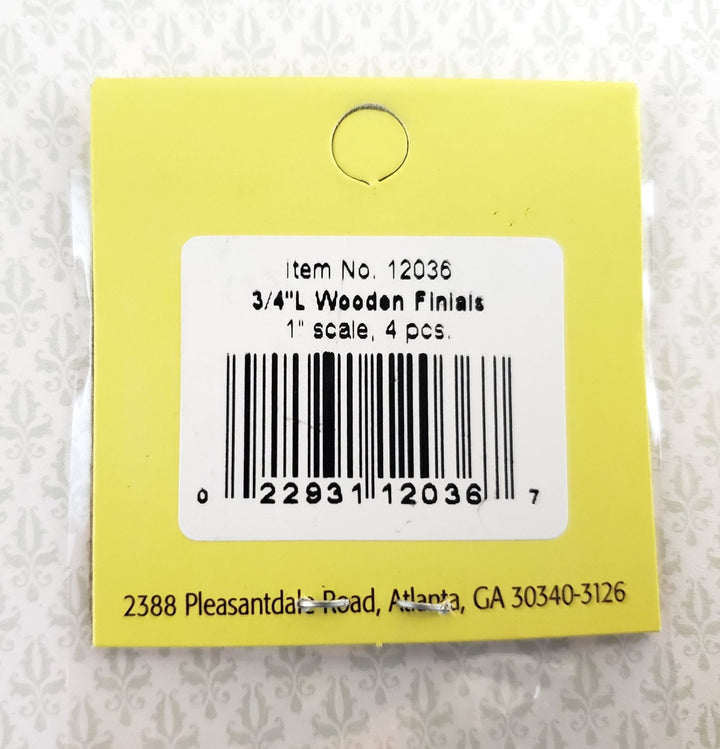 Item No. 12036
3/4"L Wooden Finials
1" scale, 4 pcs.
0 22931 12036 7
2388 Pleasantdale Road, Atlanta, GA 30340-3126